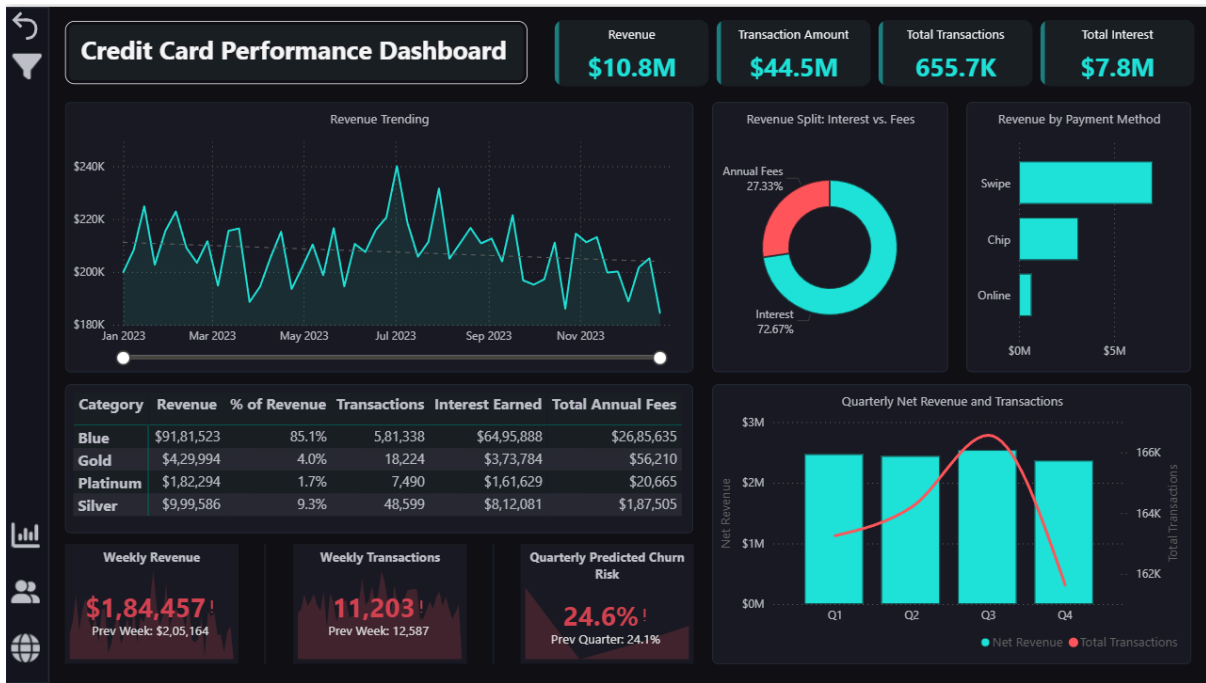 Credit Card Performance Dashboard
Revenue
$10.8M
Transaction Amount
$44.5M
Total Transactions
655.7K
Total Interest
$7.8M
Revenue Trending
$240K
$220K
$200K
$180K
Jan 2023 Mar 2023 May 2023 Jul 2023 Sep 2023 Nov 2023
Revenue Split: Interest vs. Fees
Annual Fees
27.33%
Interest
72.67%
Revenue by Payment Method
Swipe
Chip
Online
$0M $5M
Category Revenue % of Revenue Transactions Interest Earned Total Annual Fees
Blue $91,81,523 85.1% 5,81,338 $64,95,888 $26,85,635
Gold $4,29,994 4.0% 18,224 $3,73,784 $56,210
Platinum $1,82,294 1.7% 7,490 $1,61,629 $20,665
Silver $9,99,586 9.3% 48,599 $8,12,081 $1,87,505
Weekly Revenue
$1,84,457!
Prev Week: $2,05,164
Weekly Transactions
11,203!
Prev Week: 12,587
Quarterly Predicted Churn
Risk
24.6%!
Prev Quarter: 24.1%
Quarterly Net Revenue and Transactions
Net Revenue
$3M
$2M
$1M
$0M
Q1 Q2 Q3 Q4
166K
164K
162K
Total Transactions
Net Revenue Total Transactions